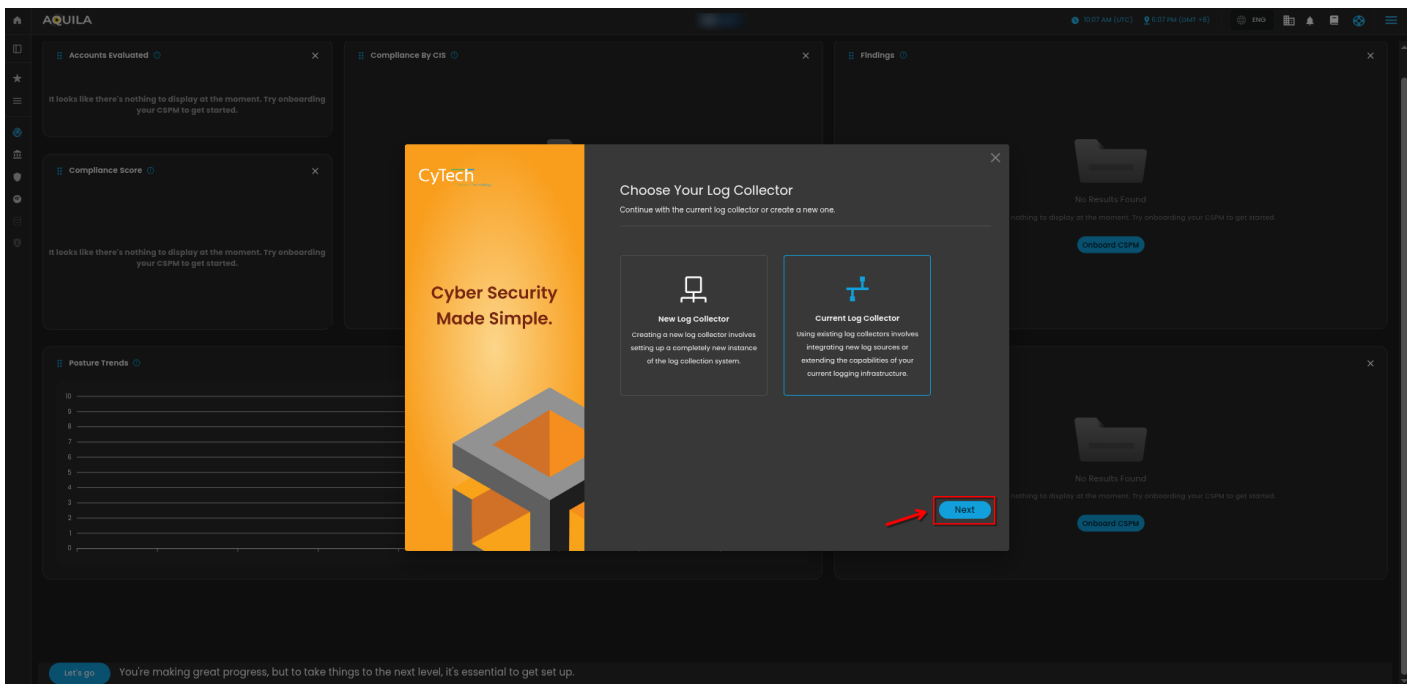 AQUILA
10:07 AM (UTC)
6:07 PM (GMT +8)
ENG
Accounts Evaluated
It looks like there's nothing to display at the moment. Try onboarding
your CSPM to get started.
Compliance By CIS
Findings
No Results Found
nothing to display at the moment. Try onboarding your CSPM to get started.
Onboard CSPM
Compliance Score
It looks like there's nothing to display at the moment. Try onboarding
your CSPM to get started.
CyTech
Cyber Security
Made Simple.
Choose Your Log Collector
Continue with the current log collector or create a new one.
New Log Collector
Creating a new log collector involves
setting up a completely new instance
of the log collection system.
Current Log Collector
Using existing log collectors involves
integrating new log sources or
extending the capabilities of your
current logging infrastructure.
Next
Posture Trends
10
9
8
7
6
5
4
3
2
1
0
No Results Found
nothing to display at the moment. Try onboarding your CSPM to get started.
Onboard CSPM
Let's go
You're making great progress, but to take things to the next level, it's essential to get set up.